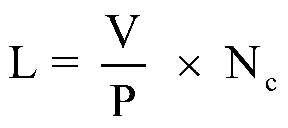 L = V/P × N_c